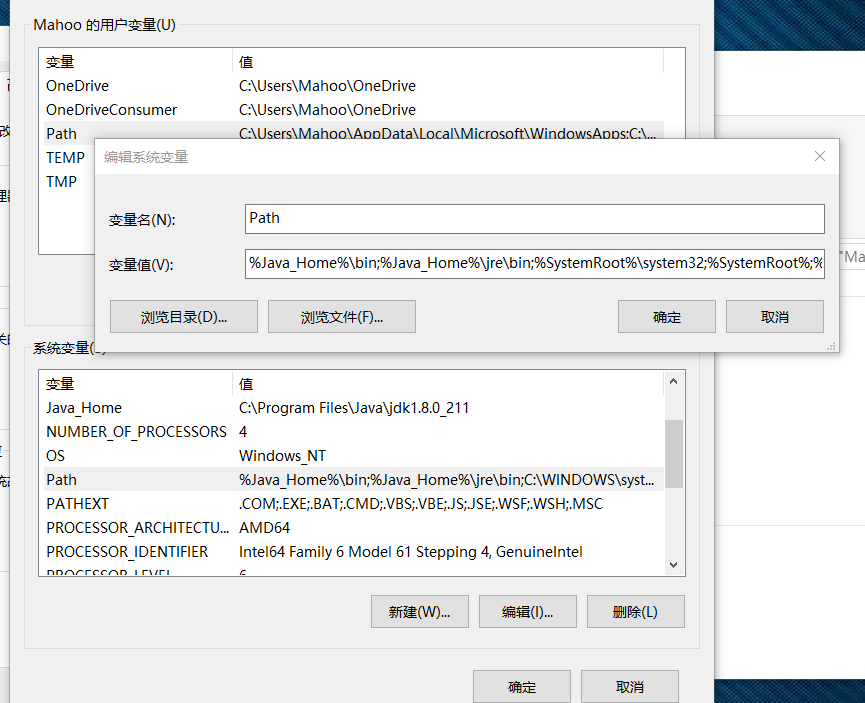 Mahoo 的用户变量(U)
变量 值
OneDrive C:\Users\Mahoo\OneDrive
OneDriveConsumer C:\Users\Mahoo\OneDrive
Path C:\Users\Mahoo\AppData\Local\Microsoft\WindowsApps;C:\...
TEMP
TMP
编辑系统变量
变量名(N): Path
变量值(V): %Java_Home%\bin;%Java_Home%\jre\bin;%SystemRoot%\system32;%SystemRoot%;%
"Ma
浏览目录(D)... 浏览文件(F)... 确定 取消
系统变量(
变量 值
Java_Home C:\Program Files\Java\jdk1.8.0_211
NUMBER_OF_PROCESSORS 4
OS Windows_NT
Path %Java_Home%\bin;%Java_Home%\jre\bin;C:\WINDOWS\syst...
PATHEXT .COM;.EXE;.BAT;.CMD;.VBS;.VBE;.JS;.JSE;.WSF;.WSH;.MSC
PROCESSOR_ARCHITECTU... AMD64
PROCESSOR_IDENTIFIER Intel64 Family 6 Model 61 Stepping 4, GenuineIntel
PROCESSOR_LEVEL 6
新建(W)... 编辑(I)... 删除(L)
确定 取消